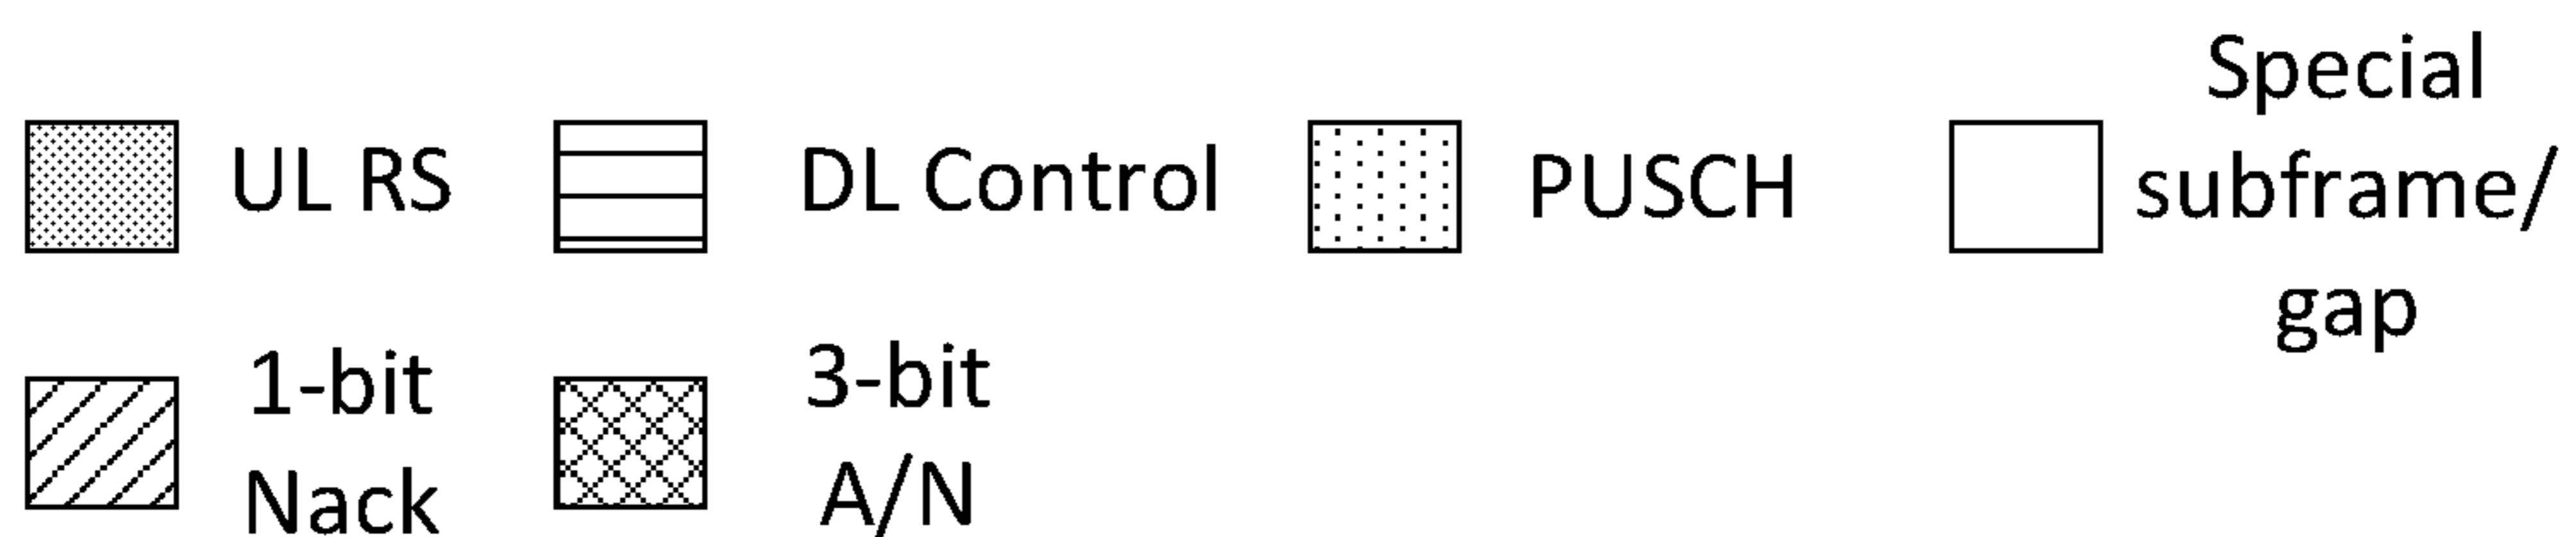 UL RS
DL Control
PUSCH
Special
subframe/
gap
1-bit
Nack
3-bit
A/N